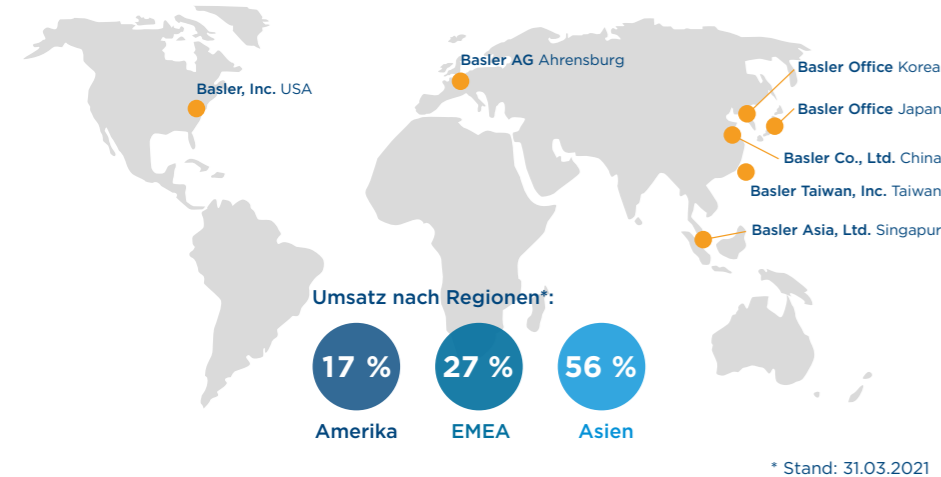 Basler AG Ahrensburg
Basler, Inc. USA
Basler Office Korea
Basler Office Japan
Basler Co., Ltd. China
Basler Taiwan, Inc. Taiwan
Basler Asia, Ltd. Singapur
Umsatz nach Regionen*:
17 % 27 % 56 %
Amerika EMEA Asien
* Stand: 31.03.2021